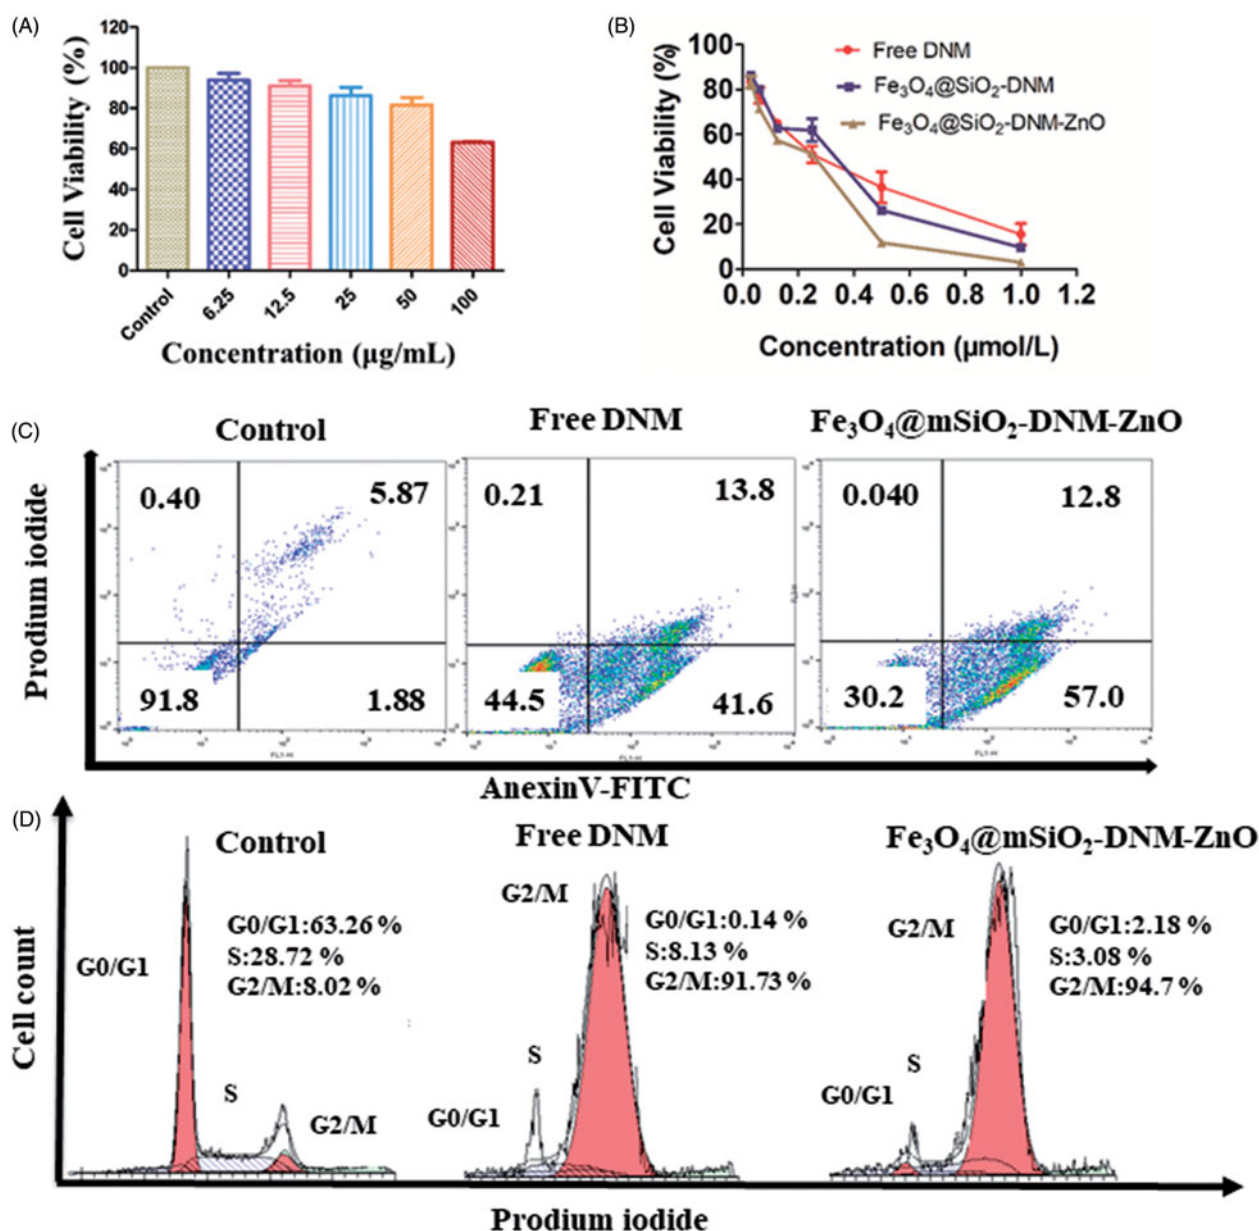 (A)
120
100
80
60
40
20
0
Cell Viability (%)
Control
6.25
12.5
25
50
100
Concentration (µg/mL)
(B)
100
80
60
40
20
0
Cell Viability (%)
Free DNM
Fe₃O₄@SiO₂-DNM
Fe₃O₄@SiO₂-DNM-ZnO
0.0 0.2 0.4 0.6 0.8 1.0 1.2
Concentration (µmol/L)
(C)
Control
Free DNM
Fe₃O₄@mSiO₂-DNM-ZnO
Prodium iodide
0.40 5.87
91.8 1.88
0.21 13.8
44.5 41.6
0.040 12.8
30.2 57.0
FL1-H
FL1-H
FL1-H
AnexinV-FITC
(D)
Cell count
Control
G0/G1:63.26 %
S:28.72 %
G2/M:8.02 %
G0/G1
S
G2/M
Free DNM
G2/M
G0/G1:0.14 %
S:8.13 %
G2/M:91.73 %
S
G0/G1
Fe₃O₄@mSiO₂-DNM-ZnO
G2/M
G0/G1:2.18 %
S:3.08 %
G2/M:94.7 %
S
G0/G1
Prodium iodide